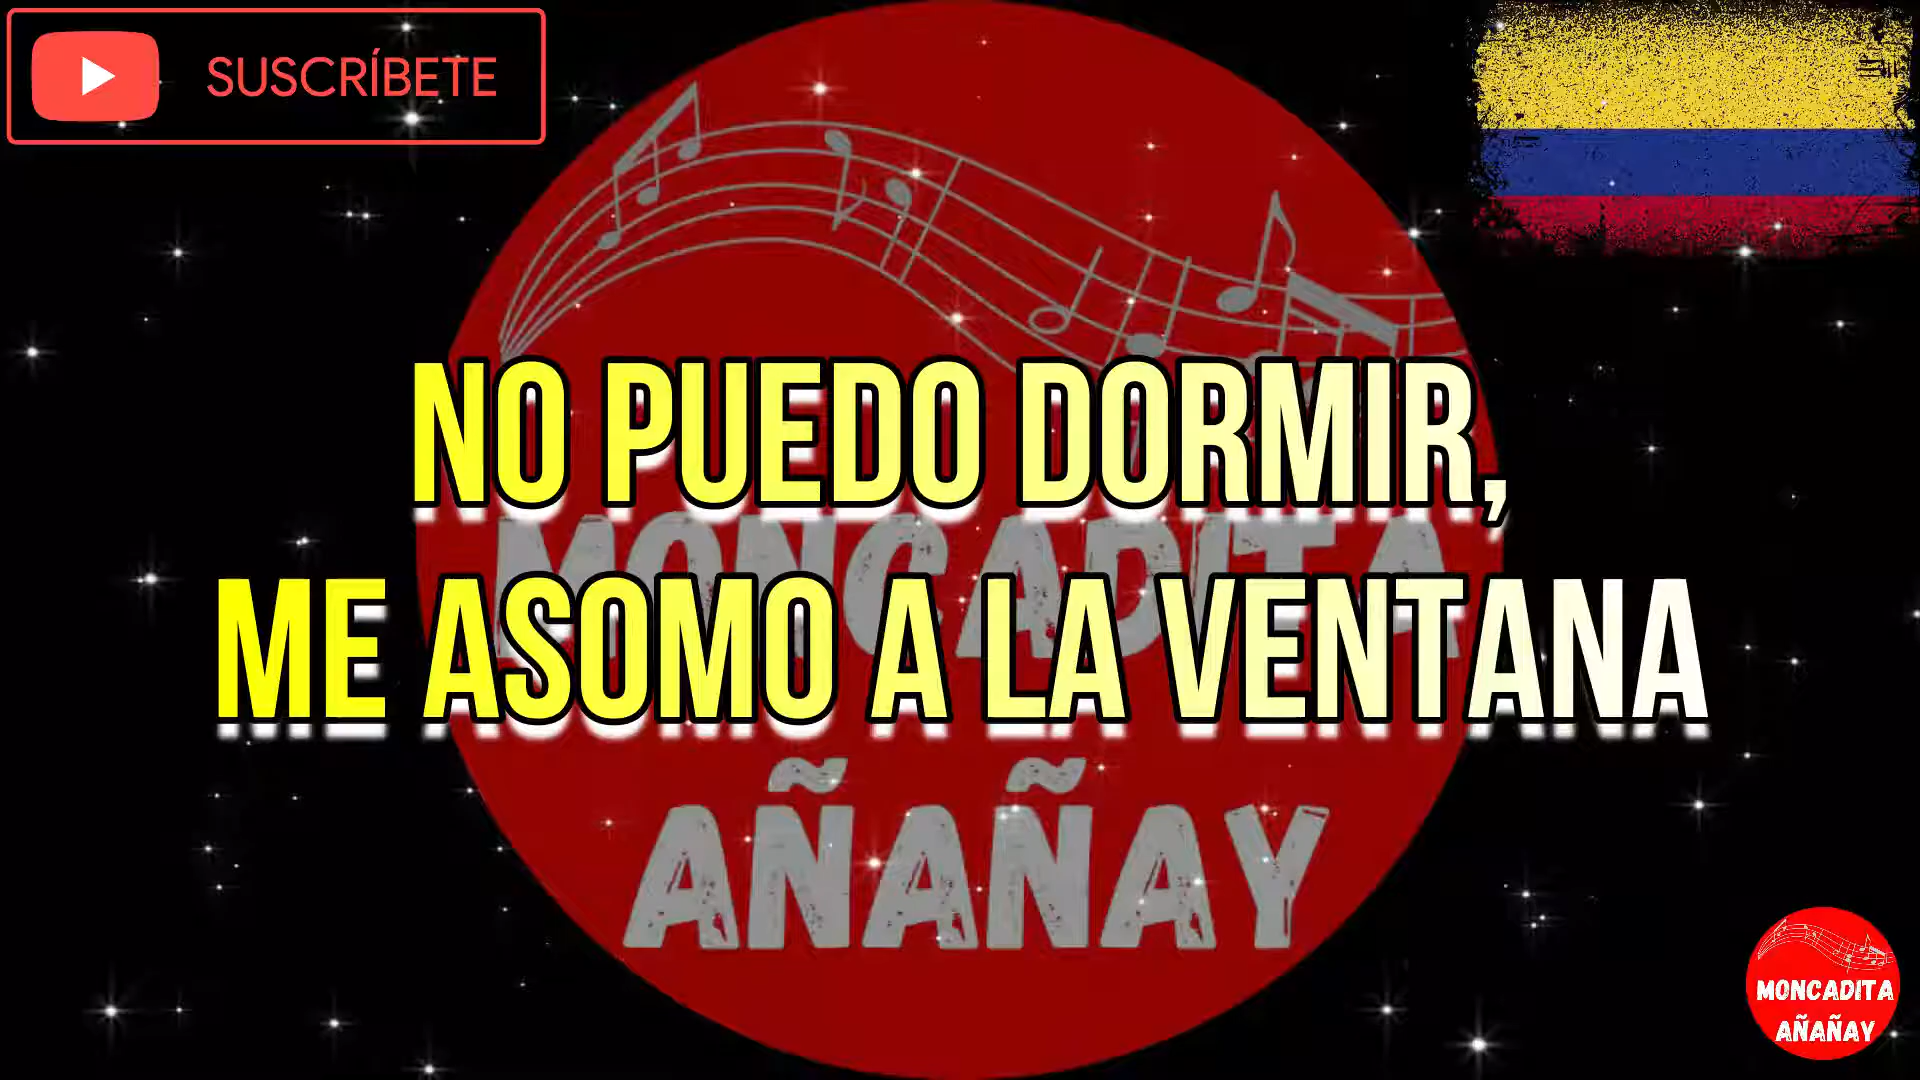 SUSCRÍBETE
NO PUEDO DORMIR,
MONCADITA
ME ASOMO A LA VENTANA
AÑAÑAY
MONCADITA
AÑAÑAY